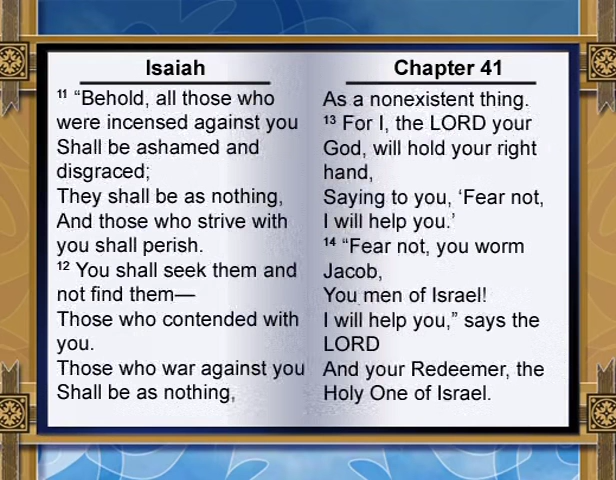 Isaiah
¹¹ “Behold, all those who
were incensed against you
Shall be ashamed and
disgraced;
They shall be as nothing,
And those who strive with
you shall perish.
¹² You shall seek them and
not find them—
Those who contended with
you.
Those who war against you
Shall be as nothing,
Chapter 41
As a nonexistent thing.
¹³ For I, the LORD your
God, will hold your right
hand,
Saying to you, ‘Fear not,
I will help you.’
¹⁴ “Fear not, you worm
Jacob,
You men of Israel!
I will help you,” says the
LORD
And your Redeemer, the
Holy One of Israel.